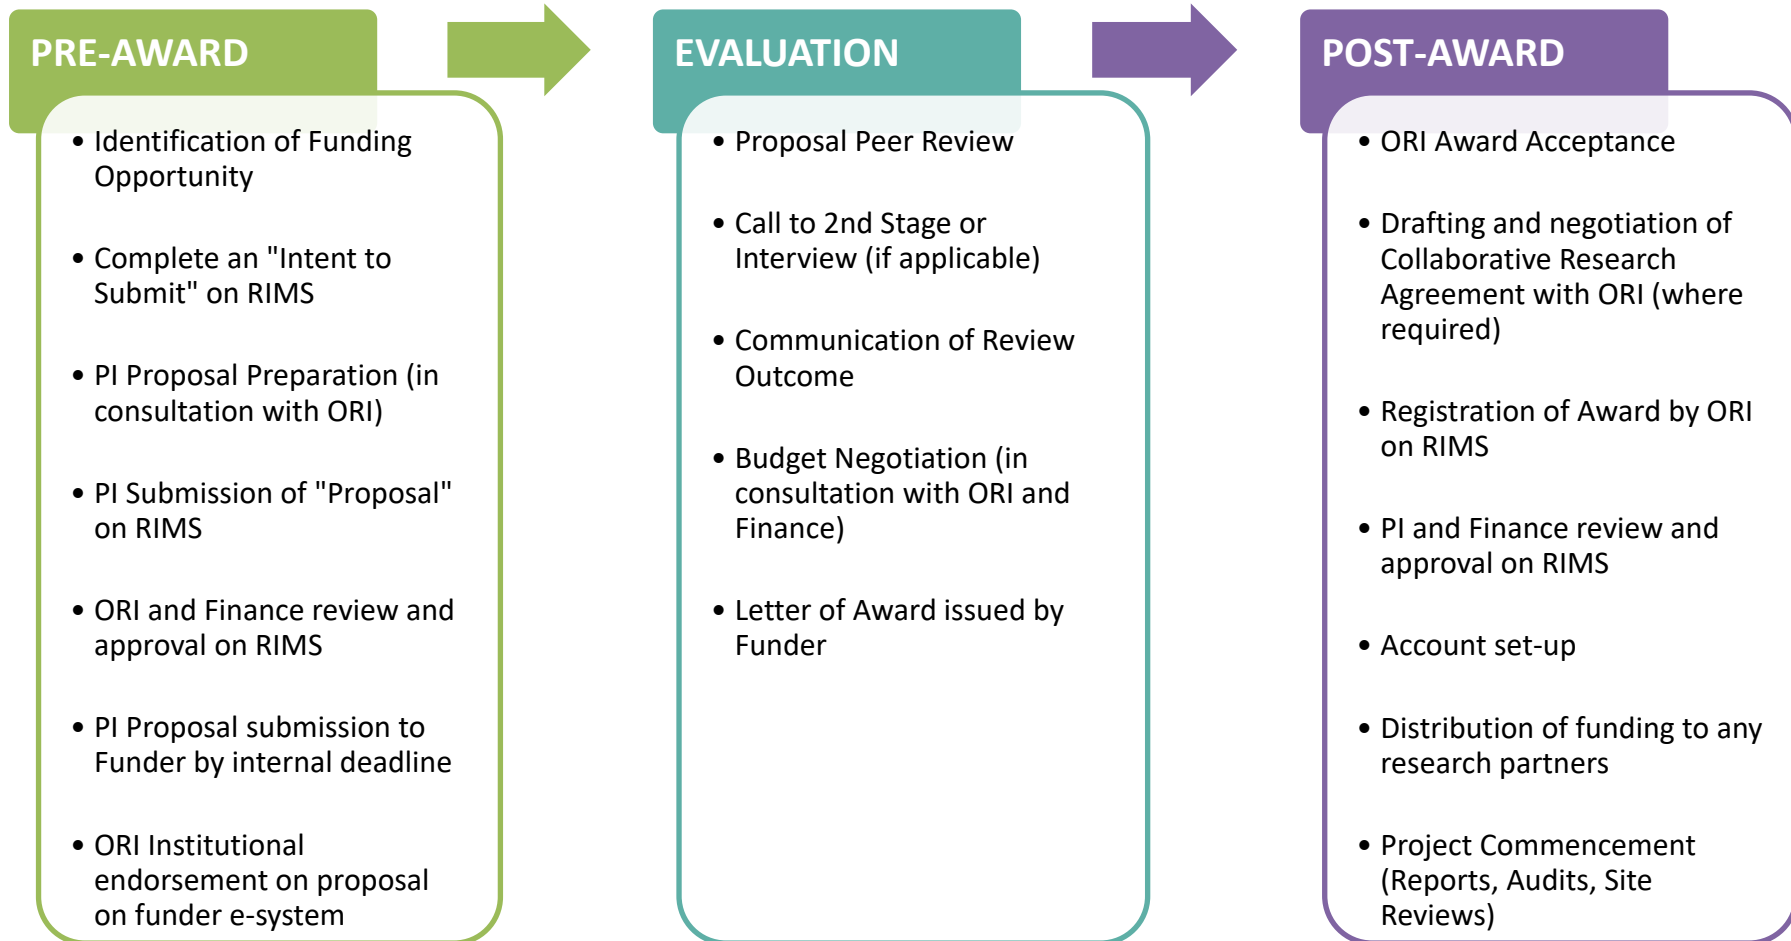 PRE-AWARD
• Identification of Funding
Opportunity
• Complete an "Intent to
Submit" on RIMS
• PI Proposal Preparation (in
consultation with ORI)
• PI Submission of "Proposal"
on RIMS
• ORI and Finance review and
approval on RIMS
• PI Proposal submission to
Funder by internal deadline
• ORI Institutional
endorsement on proposal
on funder e-system
EVALUATION
• Proposal Peer Review
• Call to 2nd Stage or
Interview (if applicable)
• Communication of Review
Outcome
• Budget Negotiation (in
consultation with ORI and
Finance)
• Letter of Award issued by
Funder
POST-AWARD
• ORI Award Acceptance
• Drafting and negotiation of
Collaborative Research
Agreement with ORI (where
required)
• Registration of Award by ORI
on RIMS
• PI and Finance review and
approval on RIMS
• Account set-up
• Distribution of funding to any
research partners
• Project Commencement
(Reports, Audits, Site
Reviews)